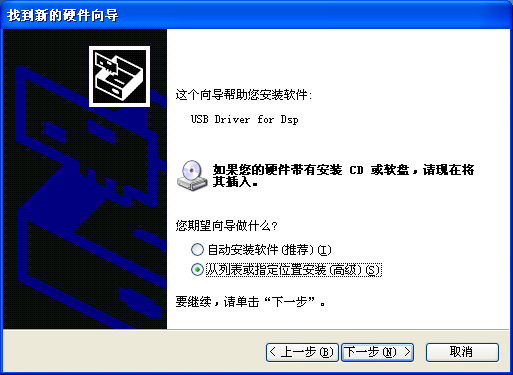 找到新的硬件向导
这个向导帮助您安装软件:
USB Driver for Dsp
如果您的硬件带有安装 CD 或软盘，请现在将
其插入。
您期望向导做什么?
自动安装软件(推荐)(I)
从列表或指定位置安装(高级)(S)
要继续，请单击“下一步”。
< 上一步(B)
下一步(N) >
取消